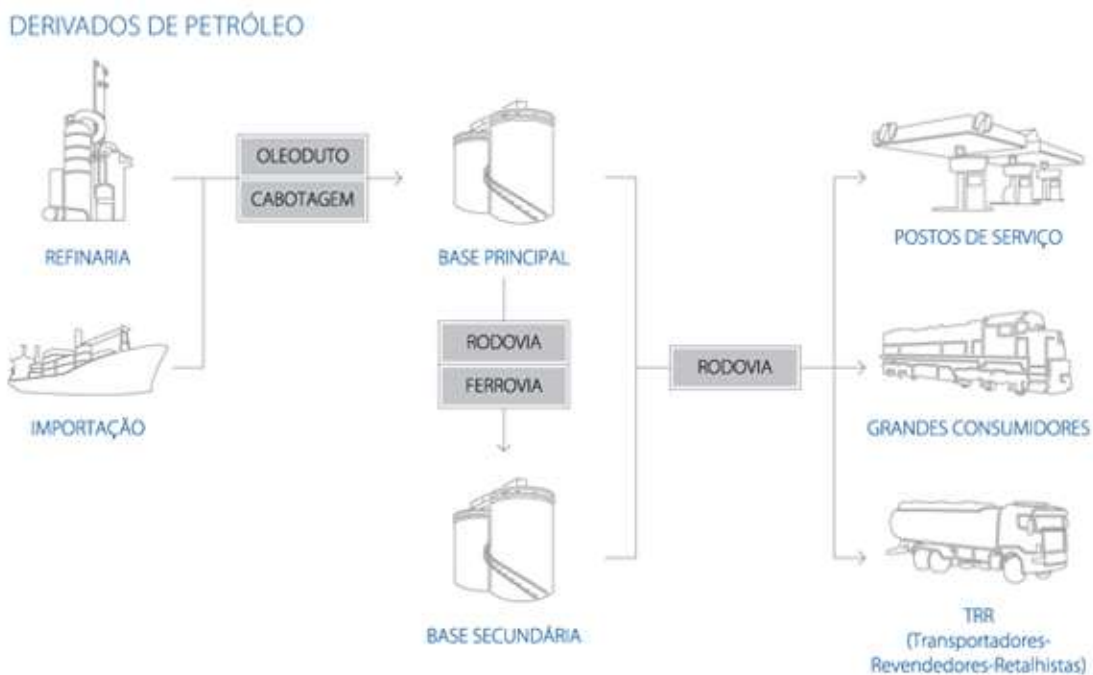 DERIVADOS DE PETRÓLEO
REFINARIA
IMPORTAÇÃO
OLEODUTO
CABOTAGEM
BASE PRINCIPAL
RODOVIA
FERROVIA
BASE SECUNDÁRIA
RODOVIA
POSTOS DE SERVIÇO
GRANDES CONSUMIDORES
TRR
(Transportadores-
Revendedores-Retalhistas)